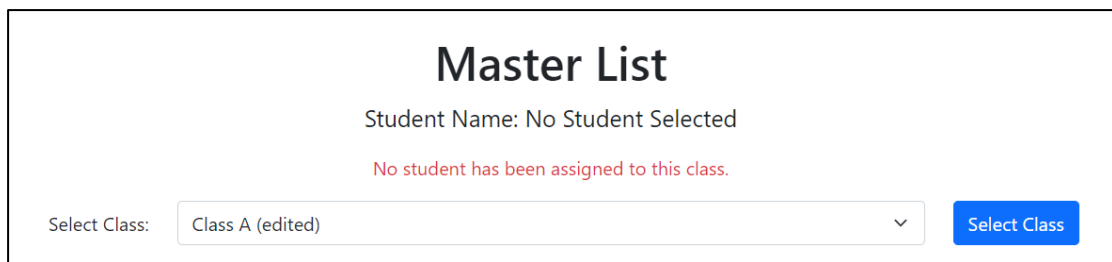 Master List
Student Name: No Student Selected
No student has been assigned to this class.
Select Class: Class A (edited) Select Class